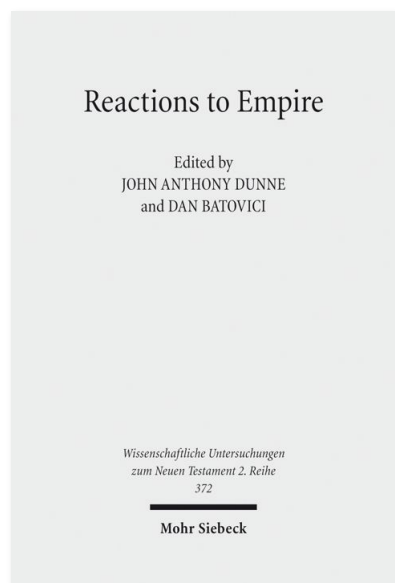 Reactions to Empire
Edited by
JOHN ANTHONY DUNNE
and DAN BATOVICI
Wissenschaftliche Untersuchungen
zum Neuen Testament 2. Reihe
372
Mohr Siebeck